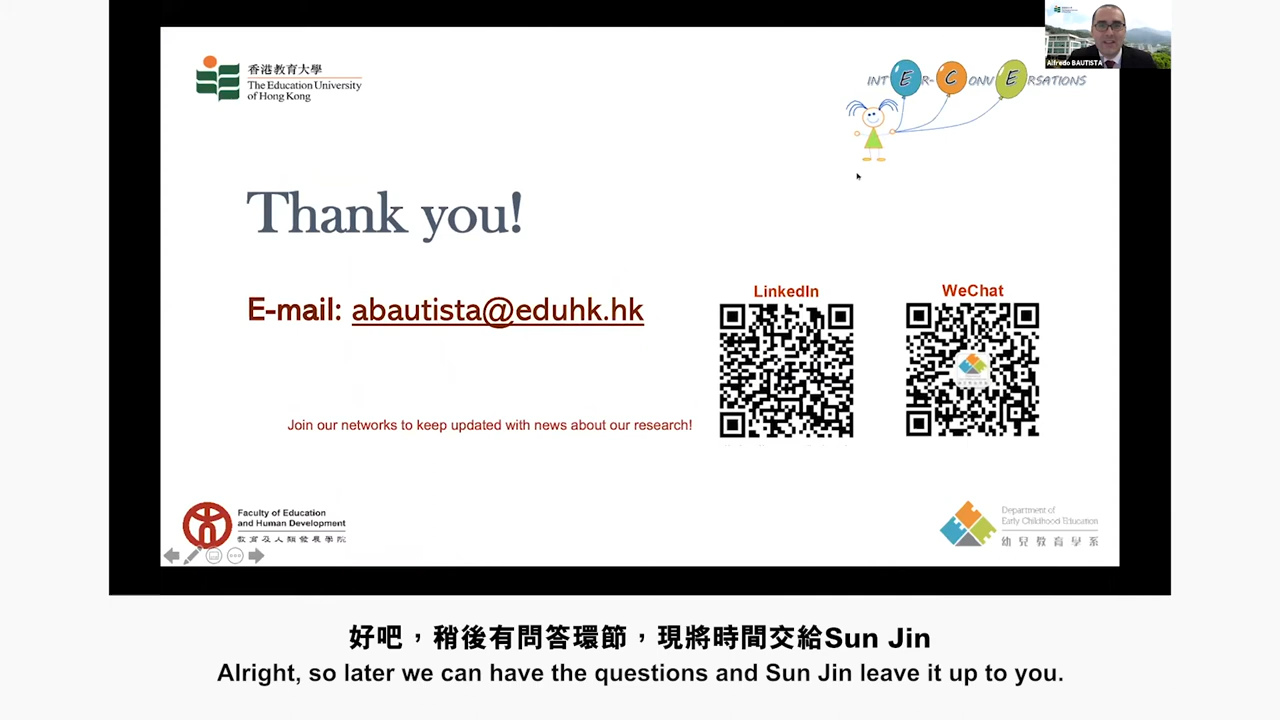 香港教育大學
The Education University
of Hong Kong
INTER-CONVERSATIONS
Alfredo BAUTISTA
Thank you!
E-mail: abautista@eduhk.hk
LinkedIn
WeChat
Join our networks to keep updated with news about our research!
Faculty of Education
and Human Development
教育及人類發展學院
Department of
Early Childhood Education
幼兒教育學系
好吧，稍後有問答環節，現將時間交給Sun Jin
Alright, so later we can have the questions and Sun Jin leave it up to you.